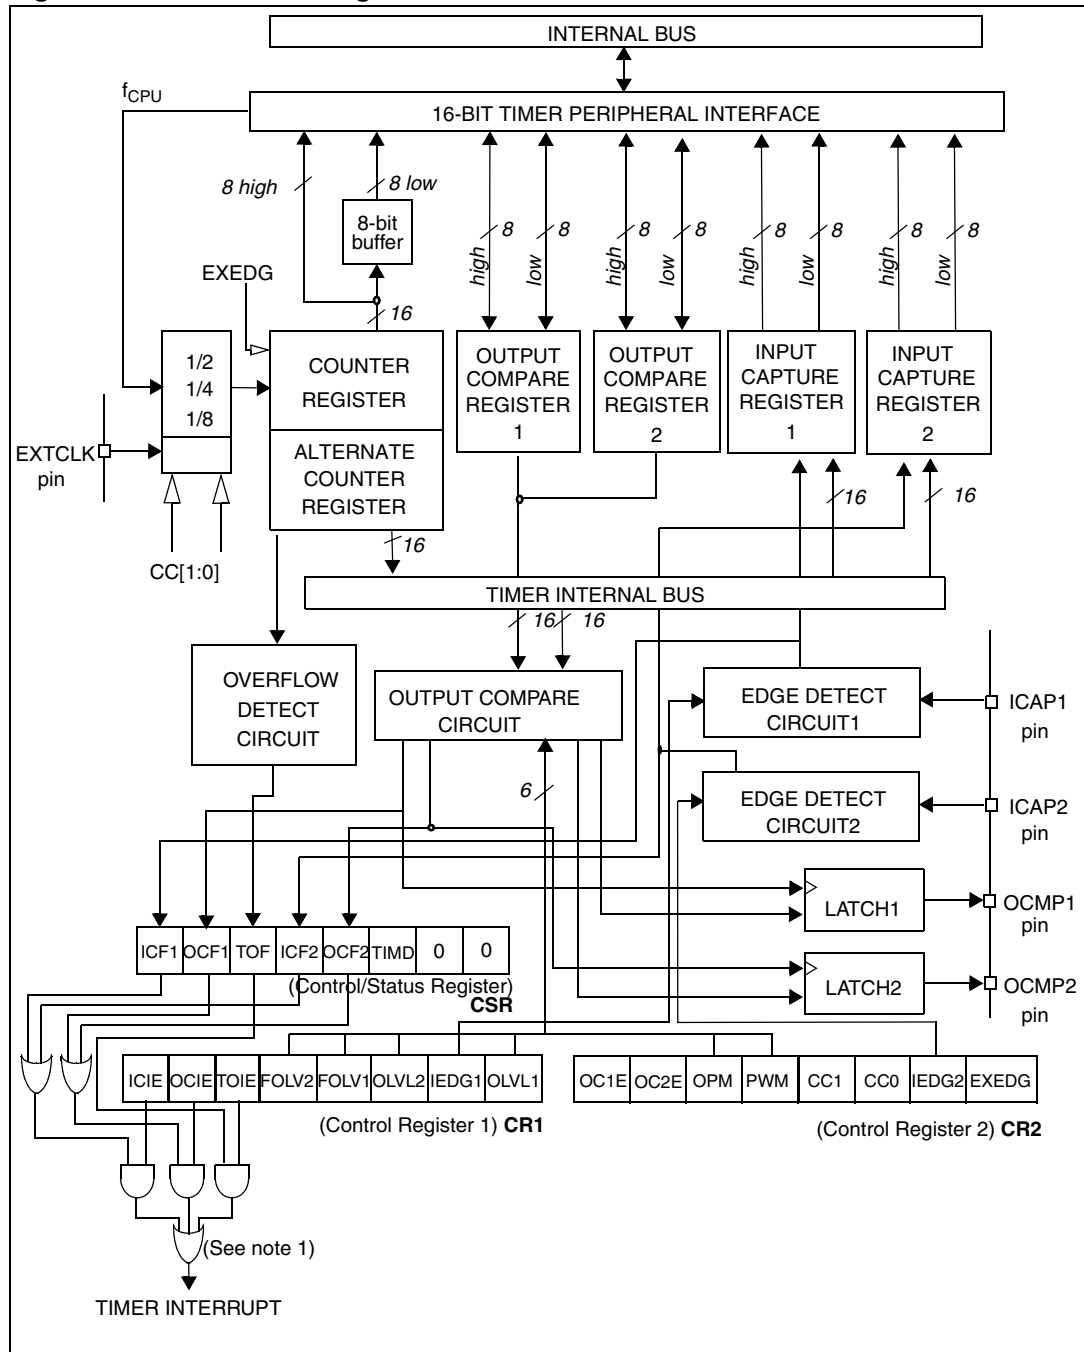 INTERNAL BUS
fCPU
16-BIT TIMER PERIPHERAL INTERFACE
8 high
8 low
8-bit
buffer
high
8
low
8
high
8
low
8
high
8
low
8
high
8
low
8
EXEDG
16
1/2
1/4
1/8
COUNTER
REGISTER
OUTPUT
COMPARE
REGISTER
1
OUTPUT
COMPARE
REGISTER
2
INPUT
CAPTURE
REGISTER
1
INPUT
CAPTURE
REGISTER
2
EXTCLK
pin
ALTERNATE
COUNTER
REGISTER
16
16
16
CC[1:0]
TIMER INTERNAL BUS
16
16
OVERFLOW
DETECT
CIRCUIT
OUTPUT COMPARE
CIRCUIT
EDGE DETECT
CIRCUIT1
ICAP1
pin
6
EDGE DETECT
CIRCUIT2
ICAP2
pin
LATCH1
OCMP1
pin
ICF1 OCF1 TOF ICF2 OCF2 TIMD 0 0
(Control/Status Register)
CSR
LATCH2
OCMP2
pin
ICIE OCIE TOIE FOLV2 FOLV1 OLVL2 IEDG1 OLVL1
OC1E OC2E OPM PWM CC1 CC0 IEDG2 EXEDG
(Control Register 1) CR1
(Control Register 2) CR2
(See note 1)
TIMER INTERRUPT